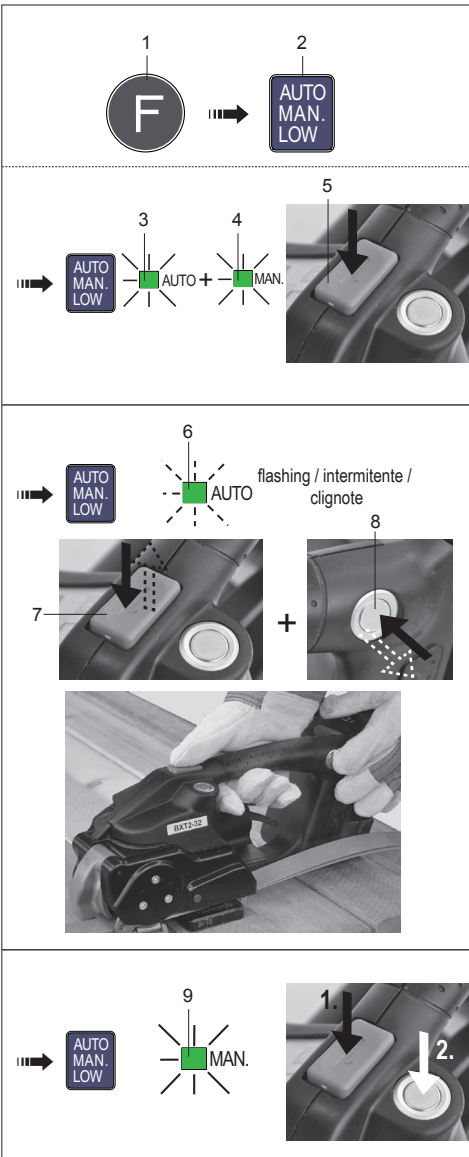 1
2
F
AUTO
MAN.
LOW
3
4
5
AUTO
MAN.
LOW
AUTO + MAN.
6
AUTO
MAN.
LOW
AUTO
flashing / intermitente /
clignote
7
8
+
BXT2-32
9
AUTO
MAN.
LOW
MAN.
1.
2.